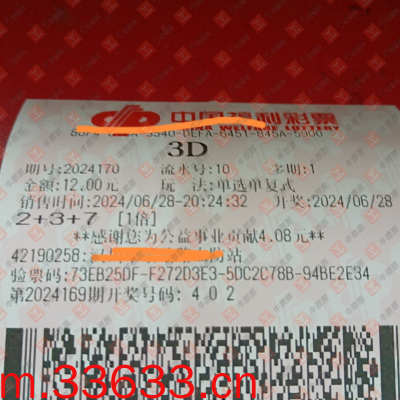 中国福利彩票
CHINA WELFARE LOTTERY
3D
期号:2024170 流水号:10 多期:1
金额:12.00元 玩 法:单选单复式
销售时间:2024/06/28-20:24:32 开奖:2024/06/28
2+3+7 [1倍]
**感谢您为公益事业贡献4.08元**
42190258: 站
验票码:73EB25DF-F272D3E3-5DC2C78B-94BE2E34
第2024169期开奖号码: 4 0 2
m.33633.cn